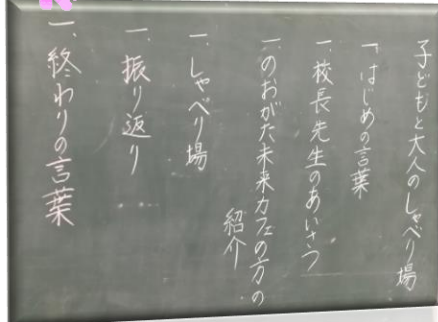 子どもと大人のしゃべり場
一、はじめの言葉
一、校長先生のあいさつ
一、のおがた未来カフェの方の
紹介
一、しゃべり場
一、振り返り
一、終わりの言葉